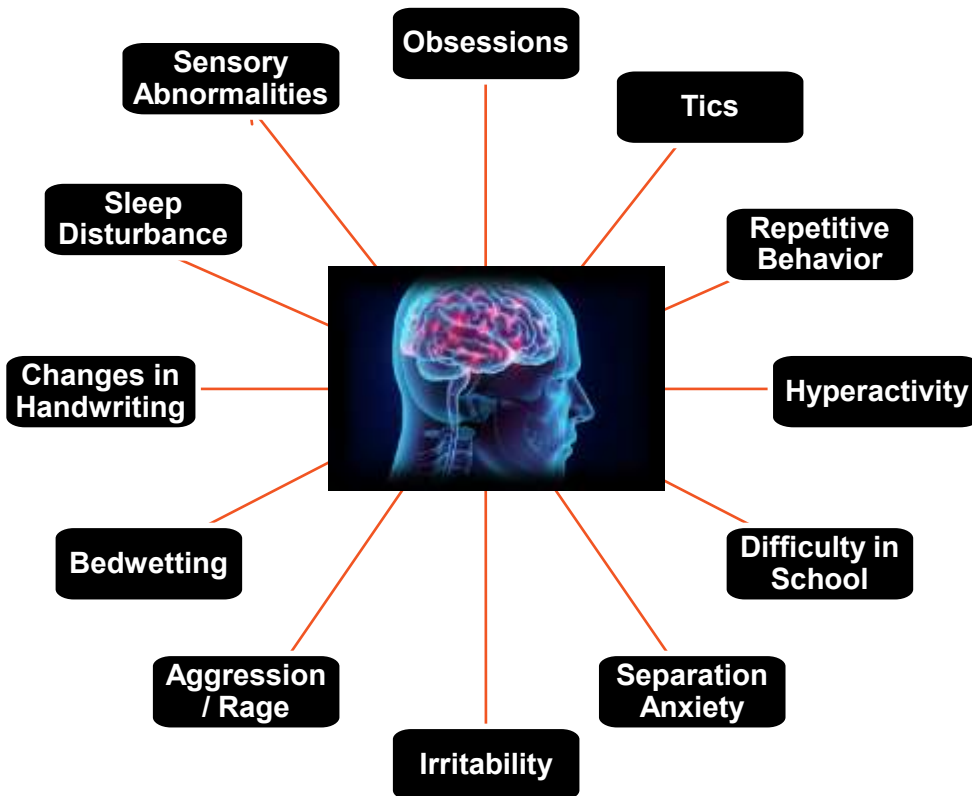 Obsessions
Tics
Repetitive
Behavior
Hyperactivity
Difficulty in
School
Separation
Anxiety
Irritability
Aggression
/ Rage
Bedwetting
Changes in
Handwriting
Sleep
Disturbance
Sensory
Abnormalities